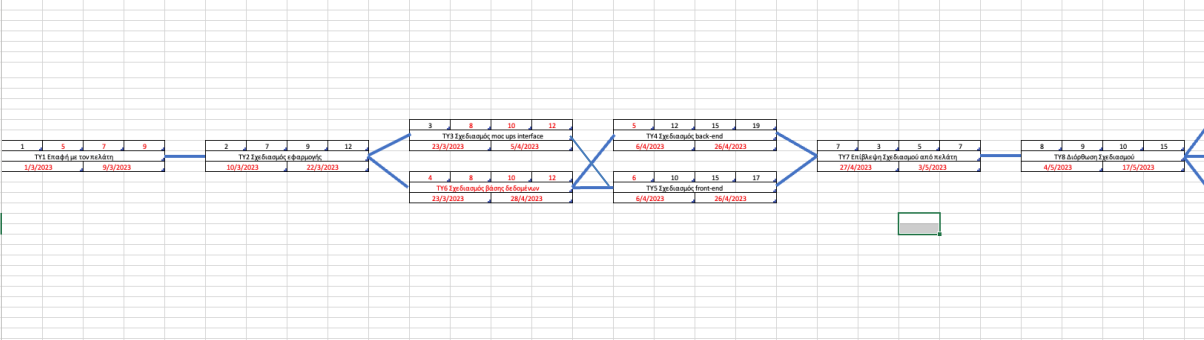 1 5 7 9
ΤΥ1 Επαφή με τον πελάτη
1/3/2023 9/3/2023
2 7 9 12
ΤΥ2 Σχεδιασμός εφαρμογής
10/3/2023 22/3/2023
3 8 10 12
ΤΥ3 Σχεδιασμός moc ups interface
23/3/2023 5/4/2023
4 8 10 12
ΤΥ6 Σχεδιασμός βάσης δεδομένων
23/3/2023 28/4/2023
5 12 15 19
ΤΥ4 Σχεδιασμός back-end
6/4/2023 26/4/2023
6 10 15 17
ΤΥ5 Σχεδιασμός front-end
6/4/2023 26/4/2023
7 3 5 7
ΤΥ7 Επίβλεψη Σχεδιασμού από πελάτη
27/4/2023 3/5/2023
8 9 10 15
ΤΥ8 Διόρθωση Σχεδιασμού
4/5/2023 17/5/2023